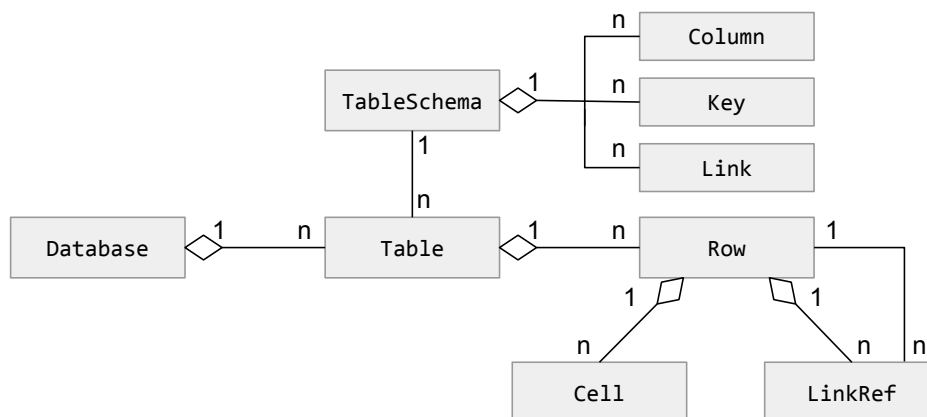 n
Column
1
TableSchema
n
Key
n
Link
1
n
Database
1
n
Table
1
n
Row
1
1
1
n
n
n
Cell
LinkRef